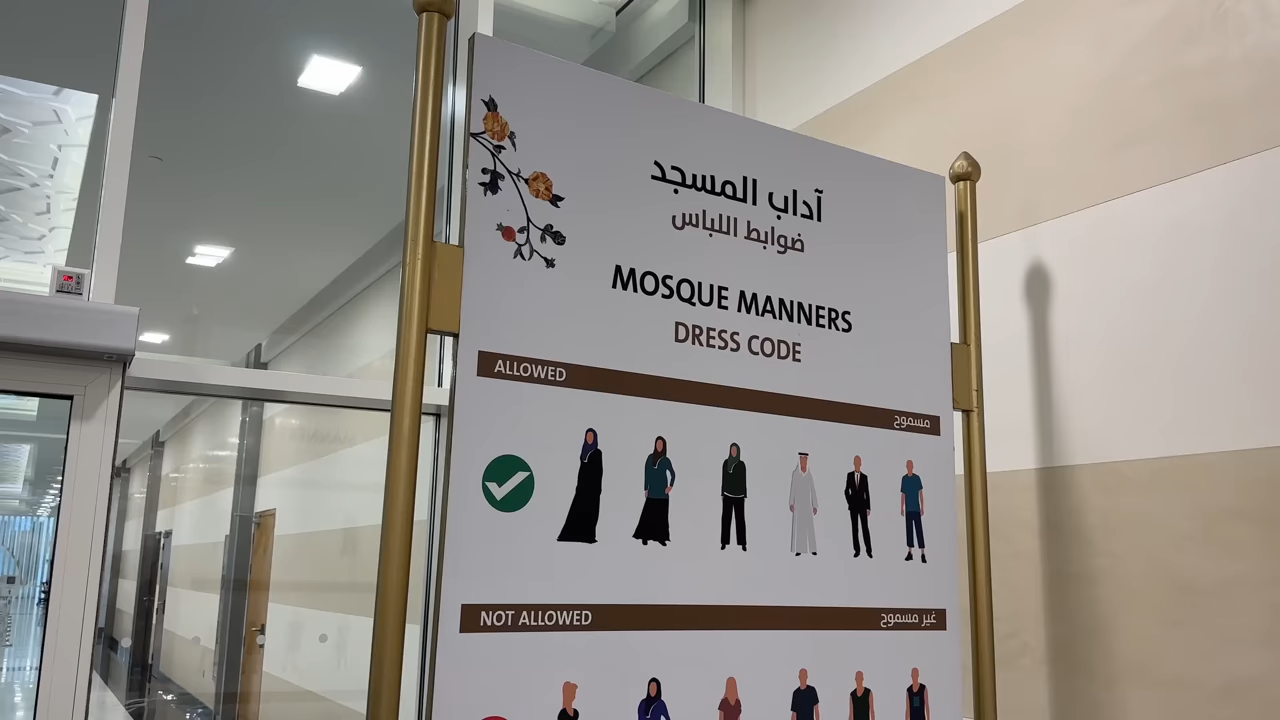 آداب المسجد
ضوابط اللباس
MOSQUE MANNERS
DRESS CODE
ALLOWED
مسموح
NOT ALLOWED
غير مسموح